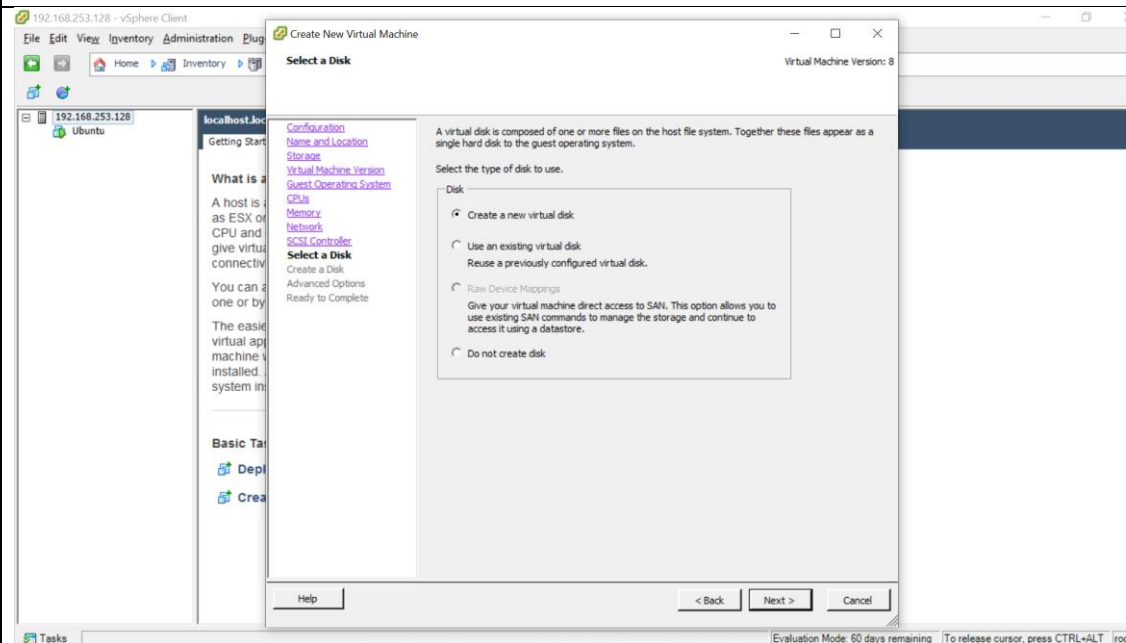 192.168.253.128 - vSphere Client
File Edit View Inventory Administration Plug
Home Inventory
192.168.253.128
Ubuntu
localhost.loc
Getting Start
What is a
A host is
as ESX or
CPU and
give virtua
connectiv
You can a
one or by
The easie
virtual app
machine
installed.
system in
Basic Ta
Depl
Crea
Create New Virtual Machine
Select a Disk
Virtual Machine Version: 8
Configuration
Name and Location
Storage
Virtual Machine Version
Guest Operating System
CPUs
Memory
Network
SCSI Controller
Select a Disk
Create a Disk
Advanced Options
Ready to Complete
A virtual disk is composed of one or more files on the host file system. Together these files appear as a
single hard disk to the guest operating system.
Select the type of disk to use.
Disk
Create a new virtual disk
Use an existing virtual disk
Reuse a previously configured virtual disk.
Raw Device Mappings
Give your virtual machine direct access to SAN. This option allows you to
use existing SAN commands to manage the storage and continue to
access it using a datastore.
Do not create disk
Help
< Back
Next >
Cancel
Tasks
Evaluation Mode: 60 days remaining
To release cursor, press CTRL+ALT